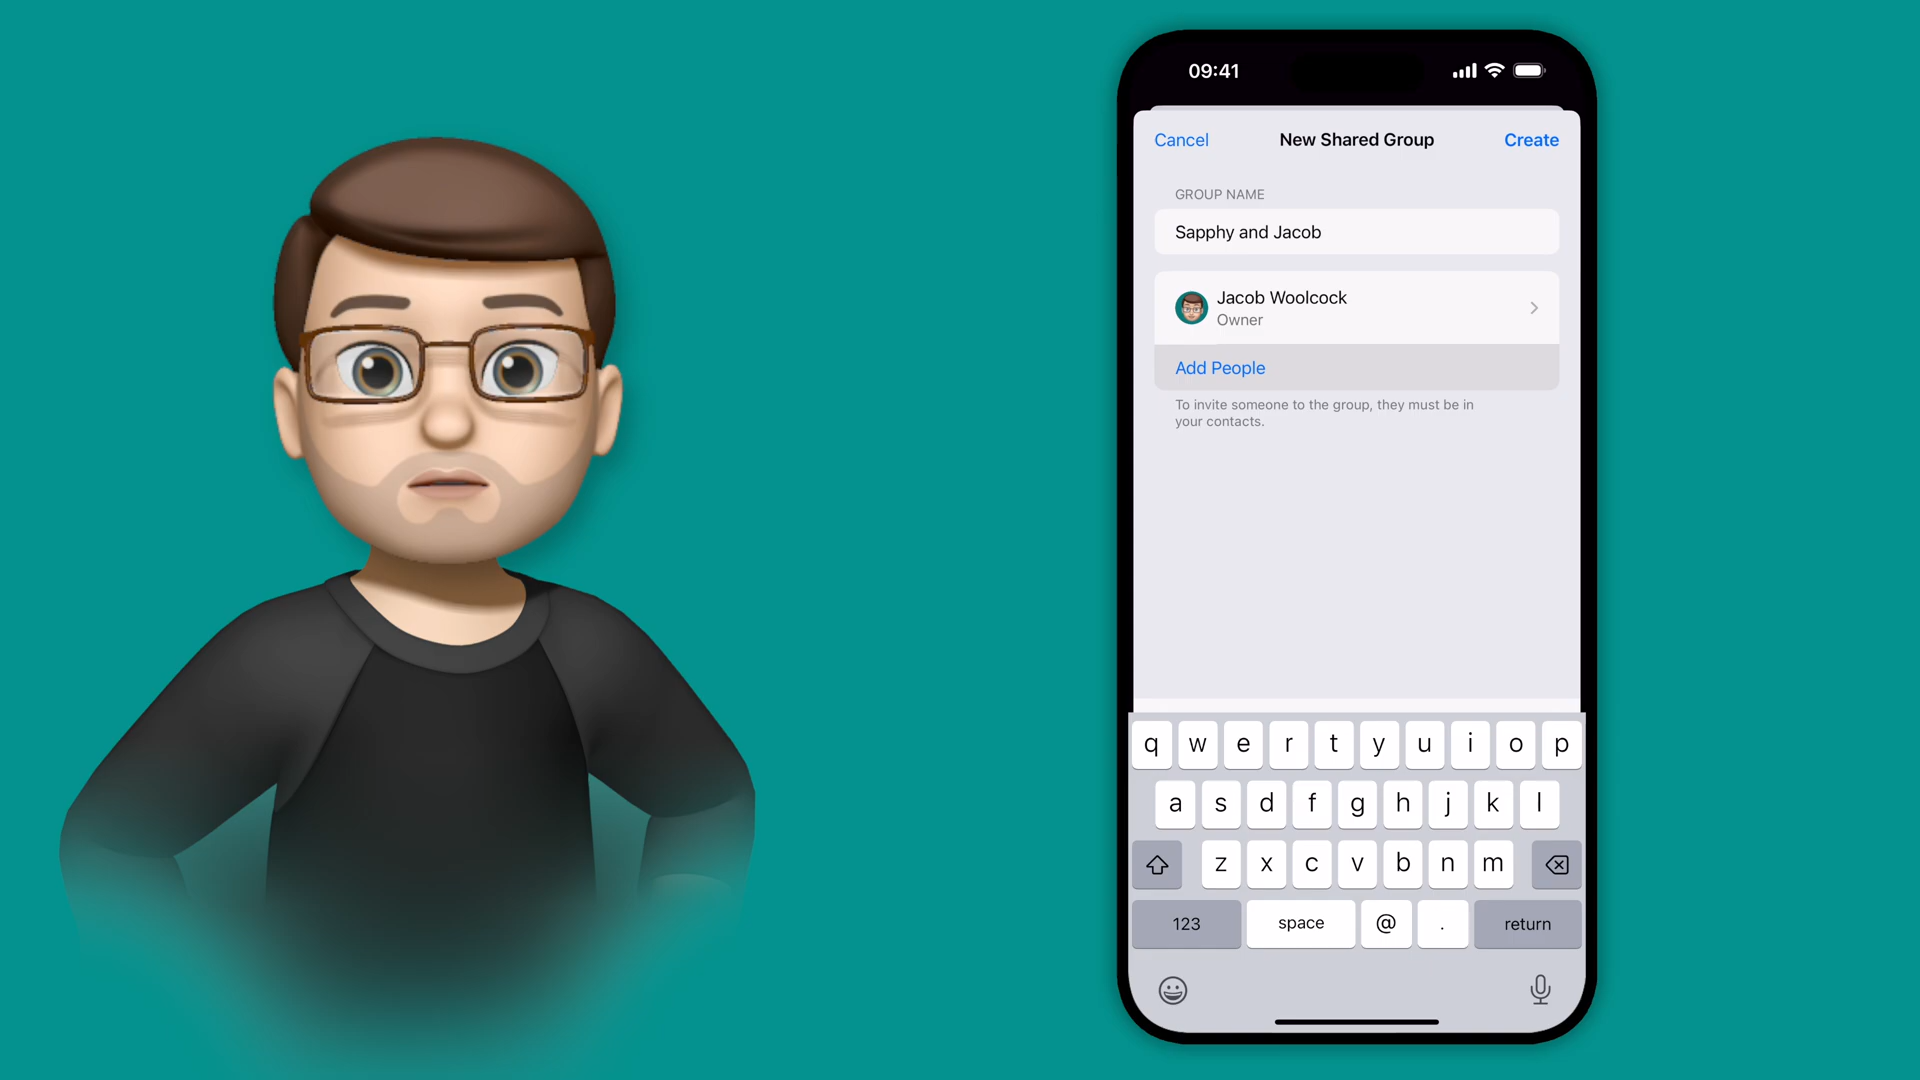 09:41
Cancel
New Shared Group
Create
GROUP NAME
Sapphy and Jacob
Jacob Woolcock
Owner
Add People
To invite someone to the group, they must be in
your contacts.
q w e r t y u i o p
a s d f g h j k l
z x c v b n m
123 space @ . return